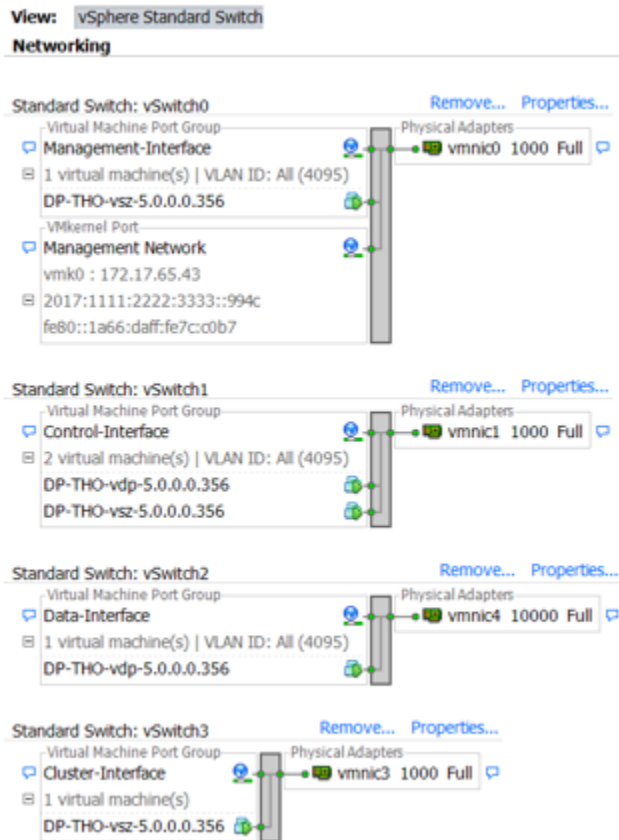 View: vSphere Standard Switch
Networking
Standard Switch: vSwitch0 Remove... Properties...
Virtual Machine Port Group Physical Adapters
Management-Interface vmnic0 1000 Full
1 virtual machine(s) | VLAN ID: All (4095)
DP-THO-vsz-5.0.0.0.356
VMkernel Port
Management Network
vmk0 : 172.17.65.43
2017:1111:2222:3333::994c
fe80::1a66:daff:fe7c:c0b7
Standard Switch: vSwitch1 Remove... Properties...
Virtual Machine Port Group Physical Adapters
Control-Interface vmnic1 1000 Full
2 virtual machine(s) | VLAN ID: All (4095)
DP-THO-vdp-5.0.0.0.356
DP-THO-vsz-5.0.0.0.356
Standard Switch: vSwitch2 Remove... Properties...
Virtual Machine Port Group Physical Adapters
Data-Interface vmnic4 10000 Full
1 virtual machine(s) | VLAN ID: All (4095)
DP-THO-vdp-5.0.0.0.356
Standard Switch: vSwitch3 Remove... Properties...
Virtual Machine Port Group Physical Adapters
Cluster-Interface vmnic3 1000 Full
1 virtual machine(s)
DP-THO-vsz-5.0.0.0.356